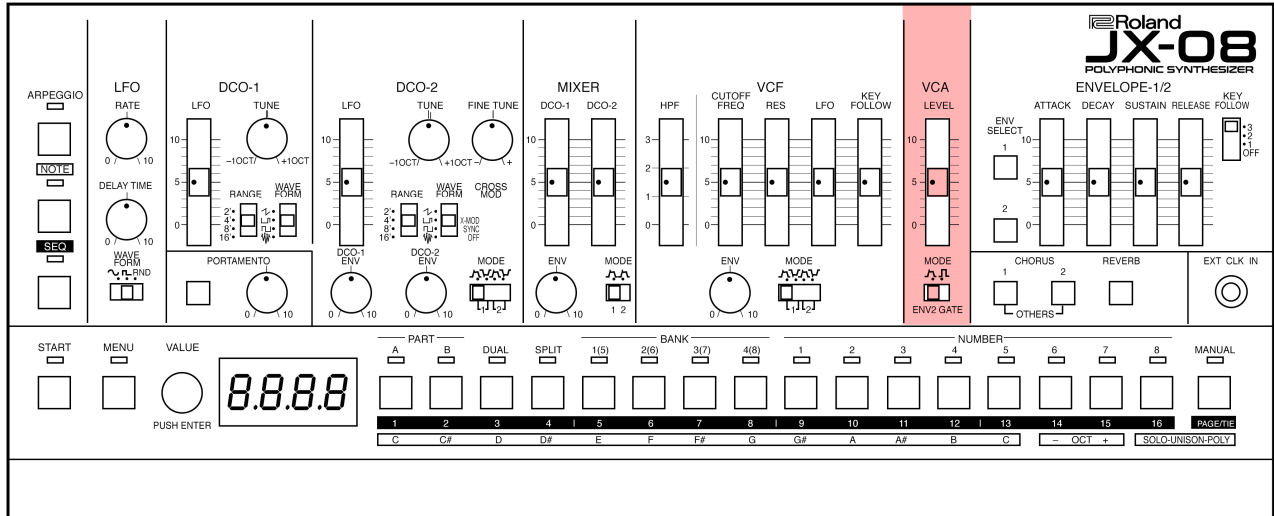 Roland
JX-08
POLYPHONIC SYNTHESIZER
LFO DCO-1 DCO-2 MIXER VCF VCA ENVELOPE-1/2
ARPEGGIO RATE LFO TUNE LFO TUNE FINE TUNE DCO-1 DCO-2 HPF CUTOFF FREQ RES LFO KEY FOLLOW LEVEL ENV SELECT ATTACK DECAY SUSTAIN RELEASE KEY FOLLOW
0 10 10 -1OCT +1OCT 10 -1OCT +1OCT - + 10 3 10 10 1 10 3
2
1
OFF
NOTE
DELAY TIME 5 5 5 2 5 5 5
1
RANGE WAVE FORM RANGE WAVE FORM CROSS MOD
2' 2'
4' 4' X-MOD
8' 8' SYNC
16' 16' OFF
0 10 0 0 0 0 0 0 2 0
SEQ
WAVE FORM
RND
PORTAMENTO
0 10
DCO-1 ENV DCO-2 ENV MODE ENV MODE ENV MODE MODE
0 10 0 10 1 2 0 10 1 2 0 10 1 2 ENV2 GATE
CHORUS REVERB EXT CLK IN
1 2
OTHERS
PART BANK NUMBER
START MENU VALUE A B DUAL SPLIT 1(5) 2(6) 3(7) 4(8) 1 2 3 4 5 6 7 8 MANUAL
8.8.8.8
PUSH ENTER
1 2 3 4 5 6 7 8 9 10 11 12 13 14 15 16 PAGE/TIE
C C# D D# E F F# G G# A A# B C - OCT + SOLO-UNISON-POLY